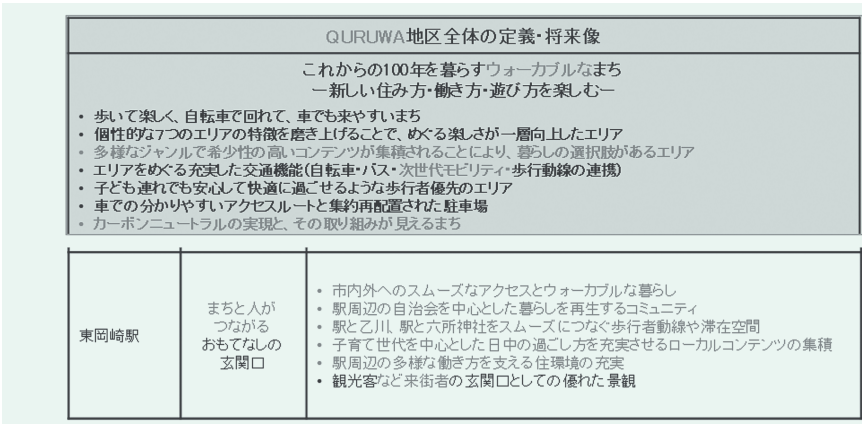 QURUWA地区全体の定義・将来像
これからの100年を暮らすウォーカブルなまち
ー新しい住み方・働き方・遊び方を楽しむー
・歩いて楽しく、自転車で回れて、車でも来やすいまち
・個性的な7つのエリアの特徴を磨き上げることで、めぐる楽しさが一層向上したエリア
・多様なジャンルで希少性の高いコンテンツが集積されることにより、暮らしの選択肢があるエリア
・エリアをめぐる充実した交通機能(自転車・バス・次世代モビリティ・歩行動線の連携)
・子ども連れでも安心して快適に過ごせるような歩行者優先のエリア
・車での分かりやすいアクセスルートと集約再配置された駐車場
・カーボンニュートラルの実現と、その取り組みが見えるまち
東岡崎駅
まちと人が
つながる
おもてなしの
玄関口
・市内外へのスムーズなアクセスとウォーカブルな暮らし
・駅周辺の自治会を中心とした暮らしを再生するコミュニティ
・駅と乙川、駅と六所神社をスムーズにつなぐ歩行者動線や滞在空間
・子育て世代を中心とした日中の過ごし方を充実させるローカルコンテンツの集積
・駅周辺の多様な働き方を支える住環境の充実
・観光客など来街者の玄関口としての優れた景観